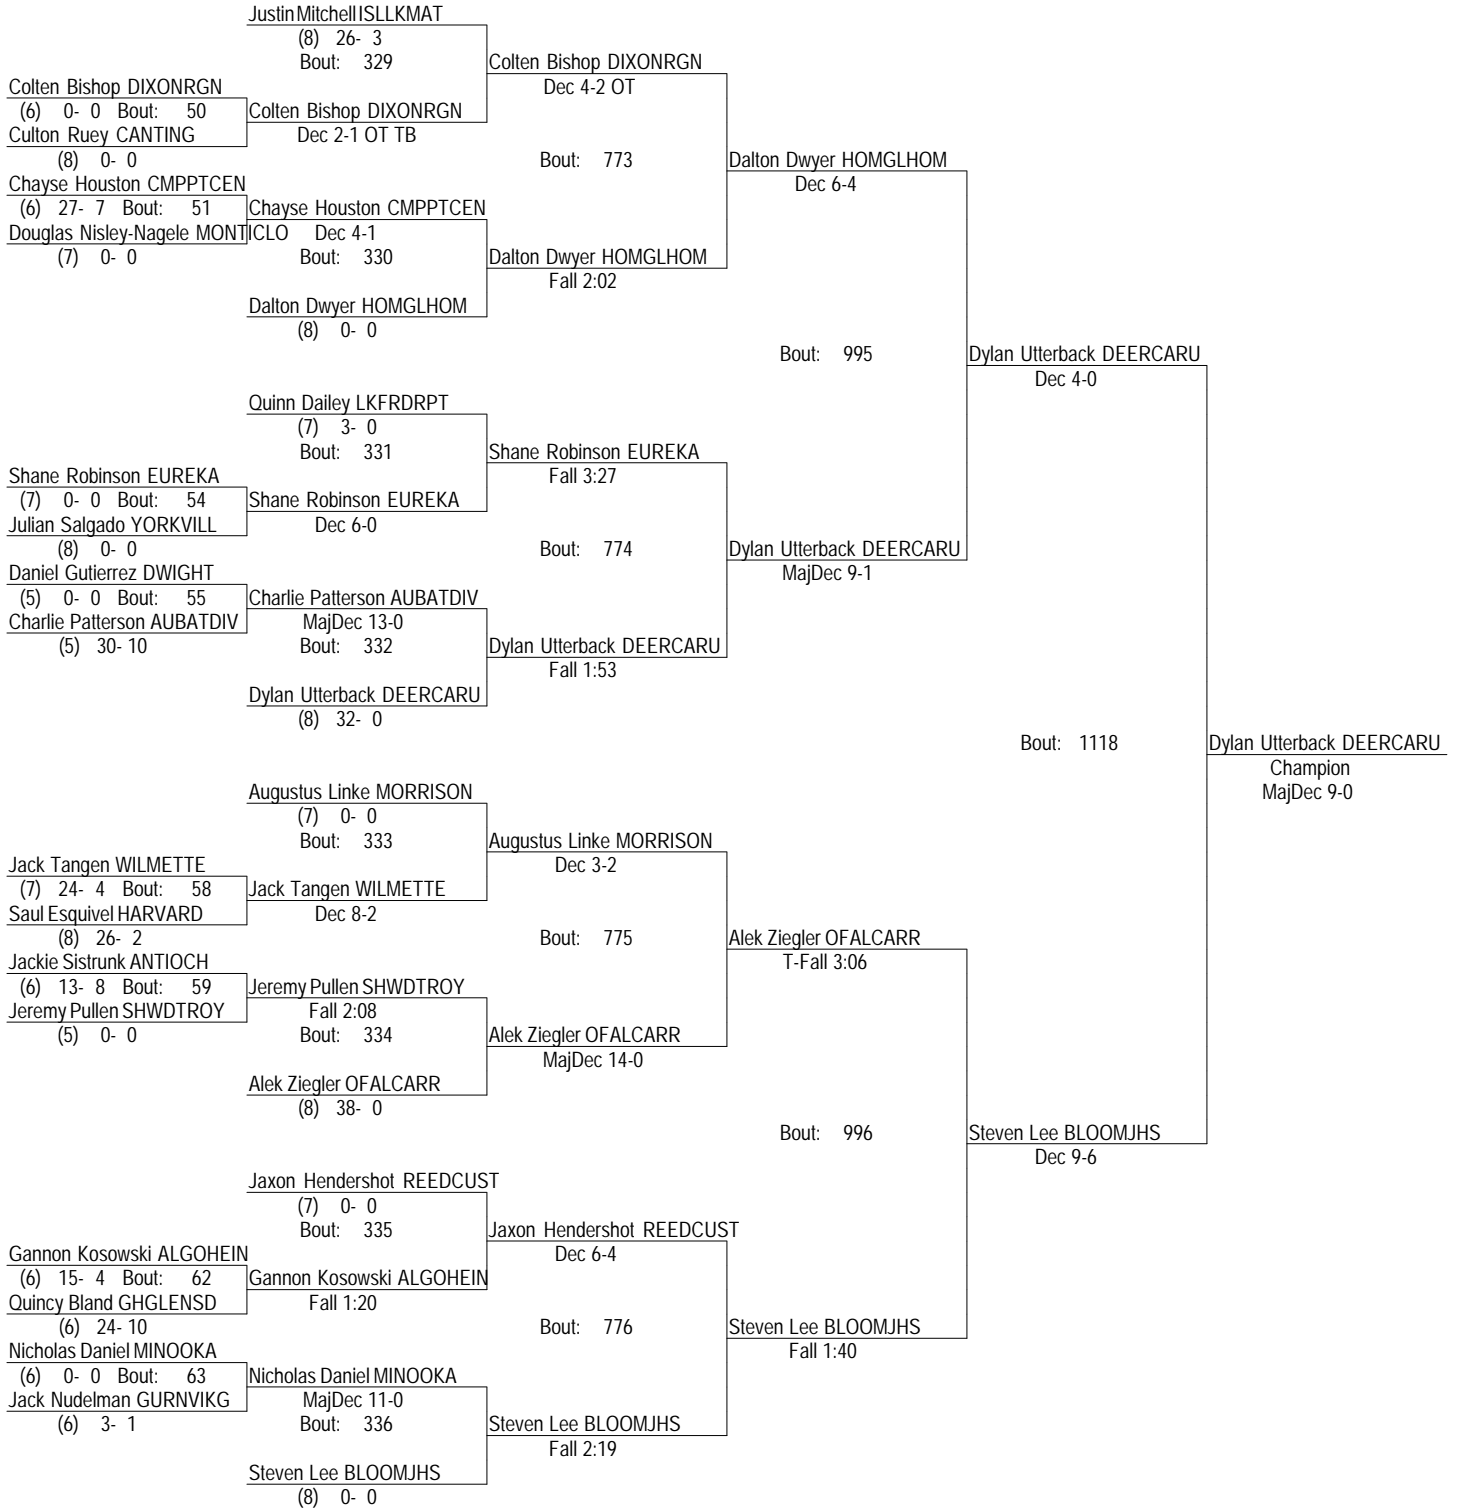 Justin Mitchell ISLLKMAT
(8) 26- 3
Bout: 329
Colten Bishop DIXONRGN
Dec 4-2 OT
Colten Bishop DIXONRGN
(6) 0- 0 Bout: 50
Colten Bishop DIXONRGN
Culton Ruey CANTING
Dec 2-1 OT TB
(8) 0- 0
Bout: 773
Dalton Dwyer HOMGLHOM
Dec 6-4
Chayse Houston CMPPTCEN
(6) 27- 7 Bout: 51
Chayse Houston CMPPTCEN
Douglas Nisley-Nagele MONTICLO
Dec 4-1
(7) 0- 0
Bout: 330
Dalton Dwyer HOMGLHOM
Fall 2:02
Dalton Dwyer HOMGLHOM
(8) 0- 0
Bout: 995
Dylan Utterback DEERCARU
Dec 4-0
Quinn Dailey LKFRDRPT
(7) 3- 0
Bout: 331
Shane Robinson EUREKA
Fall 3:27
Shane Robinson EUREKA
(7) 0- 0 Bout: 54
Shane Robinson EUREKA
Julian Salgado YORKVILL
Dec 6-0
(8) 0- 0
Bout: 774
Dylan Utterback DEERCARU
MajDec 9-1
Daniel Gutierrez DWIGHT
(5) 0- 0 Bout: 55
Charlie Patterson AUBATDIV
Charlie Patterson AUBATDIV
MajDec 13-0
(5) 30- 10
Bout: 332
Dylan Utterback DEERCARU
Fall 1:53
Dylan Utterback DEERCARU
(8) 32- 0
Bout: 1118
Dylan Utterback DEERCARU
Champion
MajDec 9-0
Augustus Linke MORRISON
(7) 0- 0
Bout: 333
Augustus Linke MORRISON
Dec 3-2
Jack Tangen WILMETTE
(7) 24- 4 Bout: 58
Jack Tangen WILMETTE
Saul Esquivel HARVARD
Dec 8-2
(8) 26- 2
Bout: 775
Alek Ziegler OFALCARR
T-Fall 3:06
Jackie Sistrunk ANTIOCH
(6) 13- 8 Bout: 59
Jeremy Pullen SHWDTROY
Jeremy Pullen SHWDTROY
Fall 2:08
(5) 0- 0
Bout: 334
Alek Ziegler OFALCARR
MajDec 14-0
Alek Ziegler OFALCARR
(8) 38- 0
Bout: 996
Steven Lee BLOOMJHS
Dec 9-6
Jaxon Hendershot REEDCUST
(7) 0- 0
Bout: 335
Jaxon Hendershot REEDCUST
Dec 6-4
Gannon Kosowski ALGOHEIN
(6) 15- 4 Bout: 62
Gannon Kosowski ALGOHEIN
Quincy Bland GHGLENSD
Fall 1:20
(6) 24- 10
Bout: 776
Steven Lee BLOOMJHS
Fall 1:40
Nicholas Daniel MINOOKA
(6) 0- 0 Bout: 63
Nicholas Daniel MINOOKA
Jack Nudelman GURNVIKG
MajDec 11-0
(6) 3- 1
Bout: 336
Steven Lee BLOOMJHS
Fall 2:19
Steven Lee BLOOMJHS
(8) 0- 0